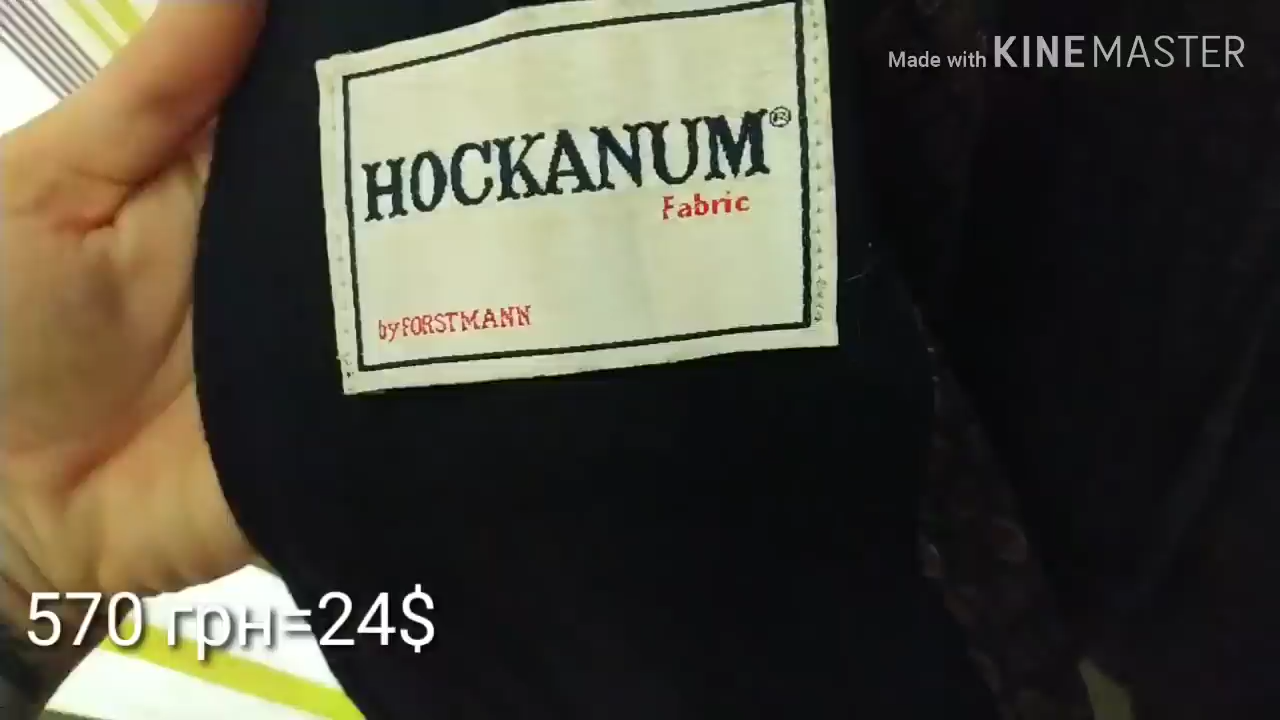 Made with KINEMASTER
HOCKANUM®
Fabric
by FORSTMANN
570 грн=24$